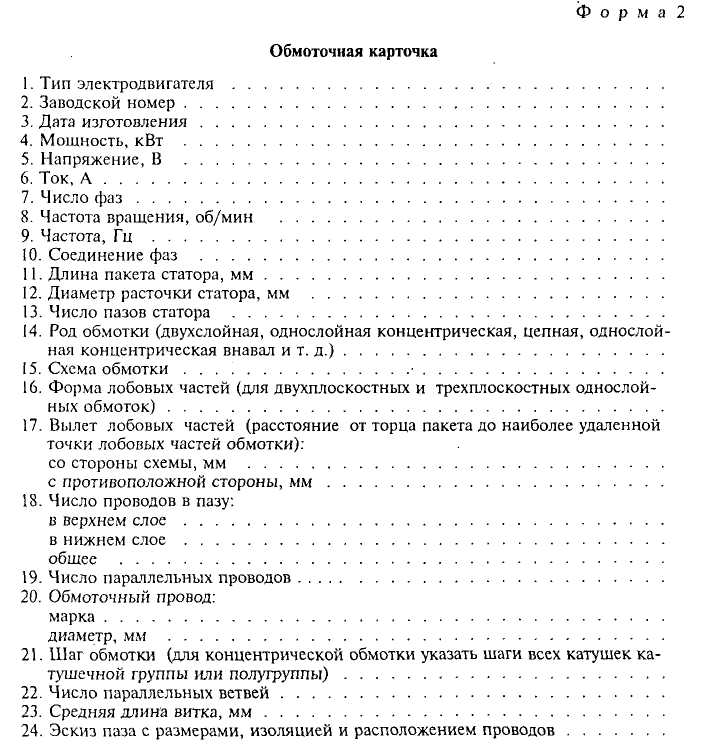 Форма 2
Обмоточная карточка
1. Тип электродвигателя . . . . . . . . . . . . . . . . . . . . . . .
2. Заводской номер . . . . . . . . . . . . . . . . . . . . . . . . . .
3. Дата изготовления . . . . . . . . . . . . . . . . . . . . . . . . .
4. Мощность, кВт . . . . . . . . . . . . . . . . . . . . . . . . . .
5. Напряжение, В . . . . . . . . . . . . . . . . . . . . . . . . . .
6. Ток, А . . . . . . . . . . . . . . . . . . . . . . . . . . . . . .
7. Число фаз . . . . . . . . . . . . . . . . . . . . . . . . . . . .
8. Частота вращения, об/мин . . . . . . . . . . . . . . . . . . . . .
9. Частота, Гц . . . . . . . . . . . . . . . . . . . . . . . . . . .
10. Соединение фаз . . . . . . . . . . . . . . . . . . . . . . . . .
11. Длина пакета статора, мм . . . . . . . . . . . . . . . . . . . . .
12. Диаметр расточки статора, мм . . . . . . . . . . . . . . . . . . .
13. Число пазов статора . . . . . . . . . . . . . . . . . . . . . . .
14. Род обмотки (двухслойная, однослойная концентрическая, цепная, однослой-
ная концентрическая внавал и т. д.) . . . . . . . . . . . . . . . . .
15. Схема обмотки . . . . . . . . . . . . . . . . . . . . . . . . . .
16. Форма лобовых частей (для двухплоскостных и трехплоскостных однослой-
ных обмоток) . . . . . . . . . . . . . . . . . . . . . . . . . . .
17. Вылет лобовых частей (расстояние от торца пакета до наиболее удаленной
точки лобовых частей обмотки):
со стороны схемы, мм . . . . . . . . . . . . . . . . . . . . . . .
с противоположной стороны, мм . . . . . . . . . . . . . . . . . . .
18. Число проводов в пазу:
в верхнем слое . . . . . . . . . . . . . . . . . . . . . . . . . .
в нижнем слое . . . . . . . . . . . . . . . . . . . . . . . . . .
общее . . . . . . . . . . . . . . . . . . . . . . . . . . . . . .
19. Число параллельных проводов . . . . . . . . . . . . . . . . . . .
20. Обмоточный провод:
марка . . . . . . . . . . . . . . . . . . . . . . . . . . . . . .
диаметр, мм . . . . . . . . . . . . . . . . . . . . . . . . . . .
21. Шаг обмотки (для концентрической обмотки указать шаги всех катушек ка-
тушечной группы или полугруппы) . . . . . . . . . . . . . . . . . .
22. Число параллельных ветвей . . . . . . . . . . . . . . . . . . . .
23. Средняя длина витка, мм . . . . . . . . . . . . . . . . . . . . .
24. Эскиз паза с размерами, изоляцией и расположением проводов . . . . . . .